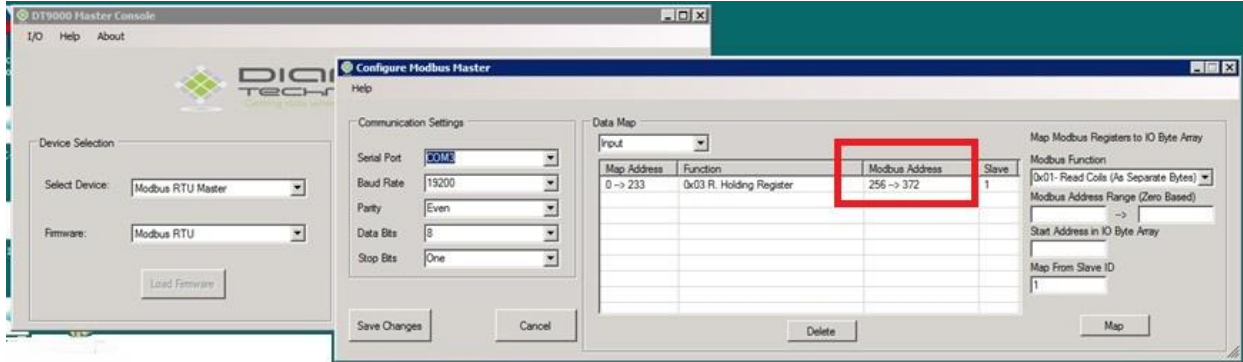 DT9000 Master Console
I/O Help About
Device Selection
Select Device: Modbus RTU Master
Firmware: Modbus RTU
Load Firmware
Configure Modbus Master
Help
Communication Settings
Serial Port COM3
Baud Rate 19200
Parity Even
Data Bits 8
Stop Bits One
Save Changes Cancel
Data Map
Input
Map Address Function Modbus Address Slave
0 -> 233 0x03 R. Holding Register 256 -> 372 1
Delete
Map Modbus Registers to IO Byte Array
Modbus Function
0x01- Read Coils (As Separate Bytes)
Modbus Address Range (Zero Based)
->
Start Address in IO Byte Array
Map From Slave ID
1
Map